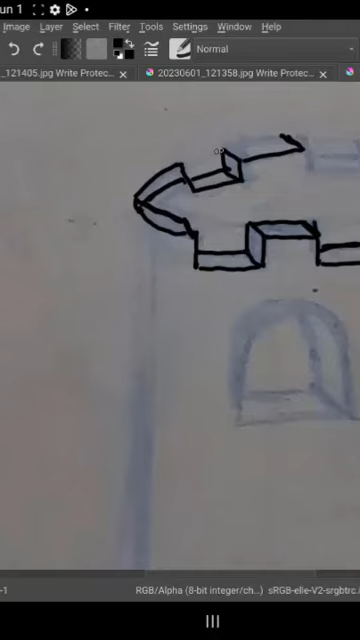 un 1
Image Layer Select Filter Tools Settings Window Help
Normal
_121405.jpg Write Protec... × 20230601_121358.jpg Write Protec... ×
-1 RGB/Alpha (8-bit integer/ch...) sRGB-elle-V2-srgbtrc.i